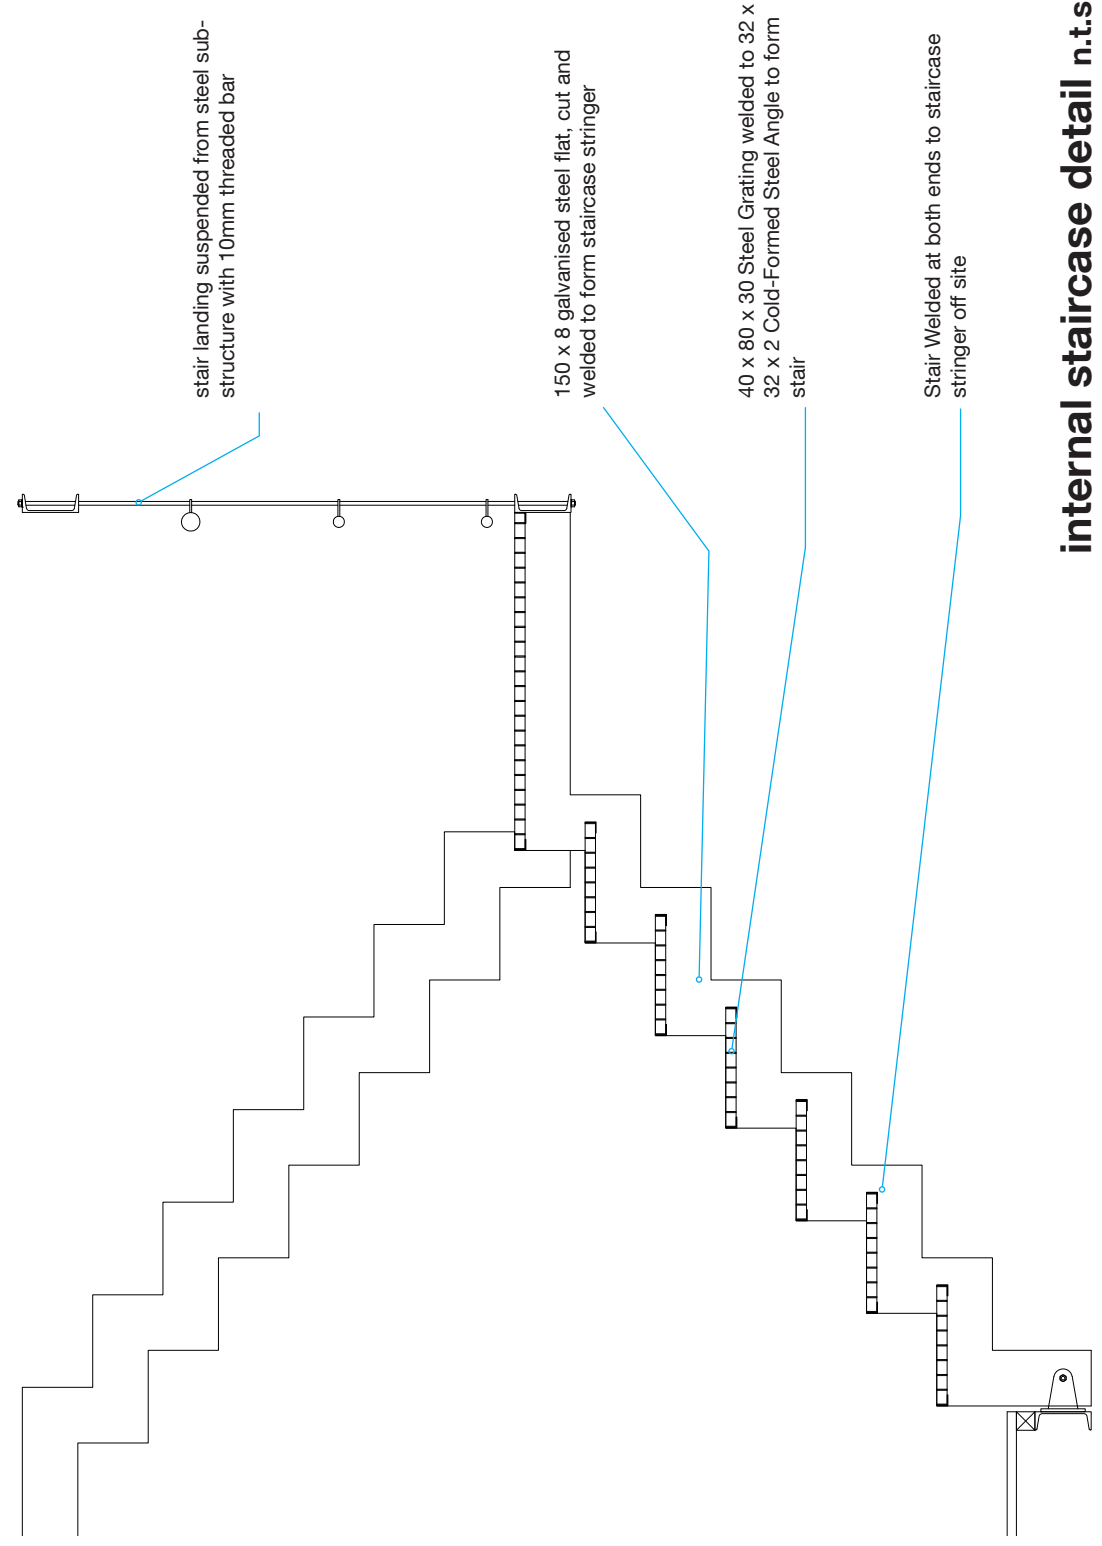 stair landing suspended from steel sub-
structure with 10mm threaded bar
150 x 8 galvanised steel flat, cut and
welded to form staircase stringer
40 x 80 x 30 Steel Grating welded to 32 x
32 x 2 Cold-Formed Steel Angle to form
stair
Stair Welded at both ends to staircase
stringer off site
internal staircase detail n.t.s